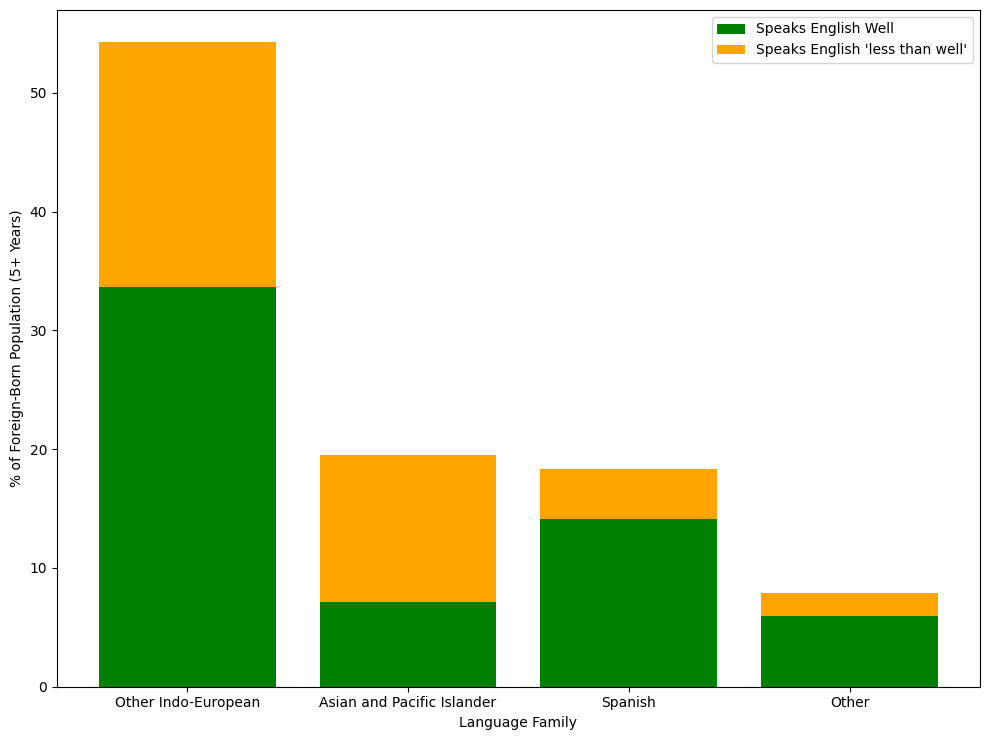 Speaks English Well
Speaks English 'less than well'
% of Foreign-Born Population (5+ Years)
50
40
30
20
10
0
Other Indo-European
Asian and Pacific Islander
Spanish
Other
Language Family